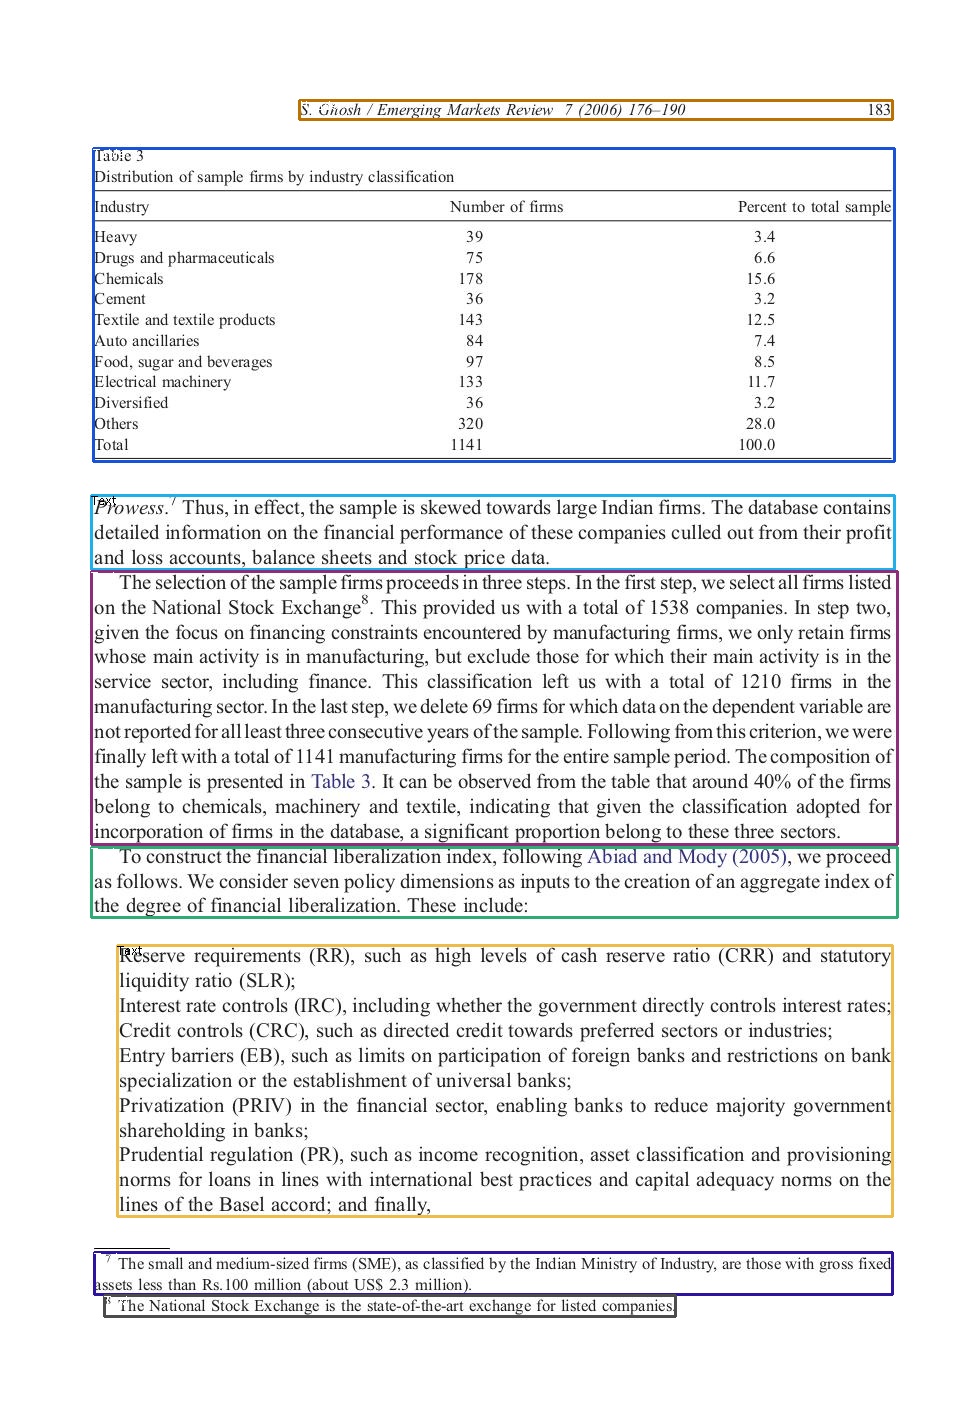 S. Ghosh / Emerging Markets Review 7 (2006) 176–190 183
Table 3
Distribution of sample firms by industry classification
Industry Number of firms Percent to total sample
Heavy 39 3.4
Drugs and pharmaceuticals 75 6.6
Chemicals 178 15.6
Cement 36 3.2
Textile and textile products 143 12.5
Auto ancillaries 84 7.4
Food, sugar and beverages 97 8.5
Electrical machinery 133 11.7
Diversified 36 3.2
Others 320 28.0
Total 1141 100.0
Text
Prowess.7 Thus, in effect, the sample is skewed towards large Indian firms. The database contains
detailed information on the financial performance of these companies culled out from their profit
and loss accounts, balance sheets and stock price data.
The selection of the sample firms proceeds in three steps. In the first step, we select all firms listed
on the National Stock Exchange8. This provided us with a total of 1538 companies. In step two,
given the focus on financing constraints encountered by manufacturing firms, we only retain firms
whose main activity is in manufacturing, but exclude those for which their main activity is in the
service sector, including finance. This classification left us with a total of 1210 firms in the
manufacturing sector. In the last step, we delete 69 firms for which data on the dependent variable are
not reported for all least three consecutive years of the sample. Following from this criterion, we were
finally left with a total of 1141 manufacturing firms for the entire sample period. The composition of
the sample is presented in Table 3. It can be observed from the table that around 40% of the firms
belong to chemicals, machinery and textile, indicating that given the classification adopted for
incorporation of firms in the database, a significant proportion belong to these three sectors.
To construct the financial liberalization index, following Abiad and Mody (2005), we proceed
as follows. We consider seven policy dimensions as inputs to the creation of an aggregate index of
the degree of financial liberalization. These include:
Text
Reserve requirements (RR), such as high levels of cash reserve ratio (CRR) and statutory
liquidity ratio (SLR);
Interest rate controls (IRC), including whether the government directly controls interest rates;
Credit controls (CRC), such as directed credit towards preferred sectors or industries;
Entry barriers (EB), such as limits on participation of foreign banks and restrictions on bank
specialization or the establishment of universal banks;
Privatization (PRIV) in the financial sector, enabling banks to reduce majority government
shareholding in banks;
Prudential regulation (PR), such as income recognition, asset classification and provisioning
norms for loans in lines with international best practices and capital adequacy norms on the
lines of the Basel accord; and finally,
7 The small and medium-sized firms (SME), as classified by the Indian Ministry of Industry, are those with gross fixed
assets less than Rs.100 million (about US$ 2.3 million).
8 The National Stock Exchange is the state-of-the-art exchange for listed companies.